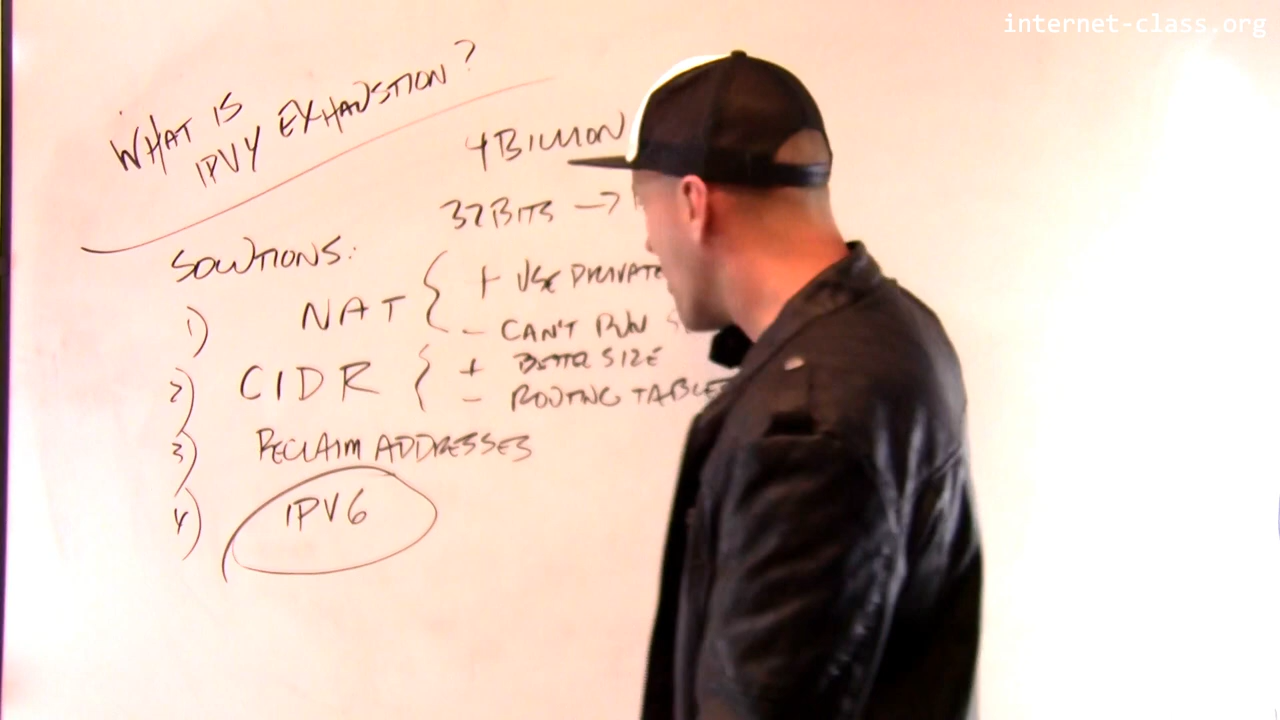 internet-class.org
WHAT IS
IPV4 EXHAUSTION?
4 BILLION
32 BITS →
SOLUTIONS:
1) NAT { + USE PRIVATE
- CAN'T RUN
2) CIDR { + BETTER SIZE
- ROUTING TABLES
3) RECLAIM ADDRESSES
4) IPV6